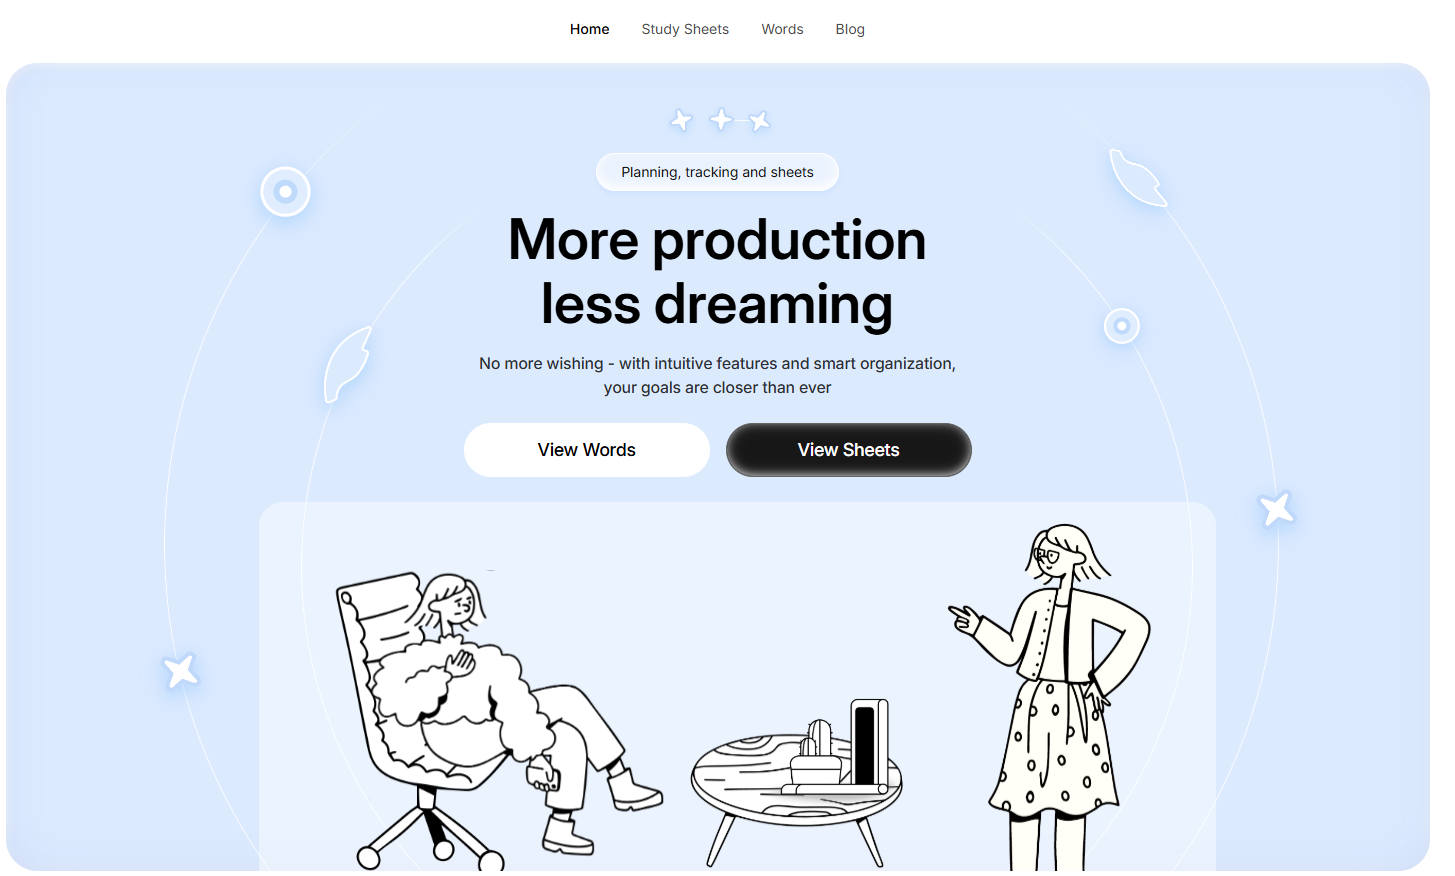 Home Study Sheets Words Blog
Planning, tracking and sheets
More production
less dreaming
No more wishing - with intuitive features and smart organization,
your goals are closer than ever
View Words View Sheets